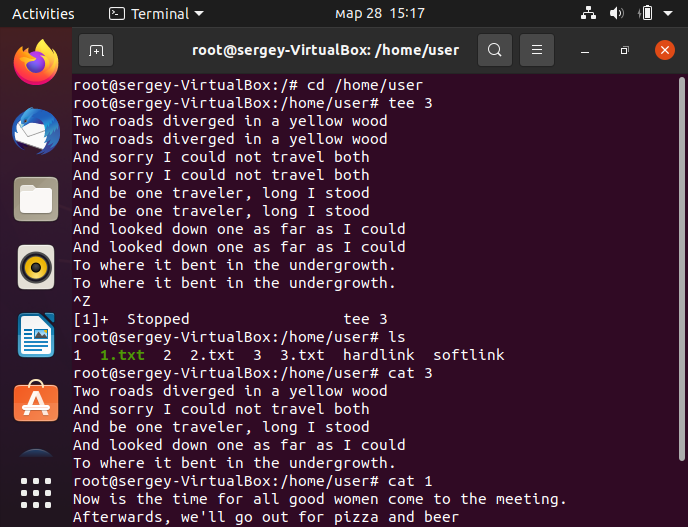 Activities Terminal мар 28 15:17
root@sergey-VirtualBox: /home/user
root@sergey-VirtualBox:/# cd /home/user
root@sergey-VirtualBox:/home/user# tee 3
Two roads diverged in a yellow wood
Two roads diverged in a yellow wood
And sorry I could not travel both
And sorry I could not travel both
And be one traveler, long I stood
And be one traveler, long I stood
And looked down one as far as I could
And looked down one as far as I could
To where it bent in the undergrowth.
To where it bent in the undergrowth.
^Z
[1]+  Stopped                 tee 3
root@sergey-VirtualBox:/home/user# ls
1  1.txt  2  2.txt  3  3.txt  hardlink  softlink
root@sergey-VirtualBox:/home/user# cat 3
Two roads diverged in a yellow wood
And sorry I could not travel both
And be one traveler, long I stood
And looked down one as far as I could
To where it bent in the undergrowth.
root@sergey-VirtualBox:/home/user# cat 1
Now is the time for all good women come to the meeting.
Afterwards, we'll go out for pizza and beer